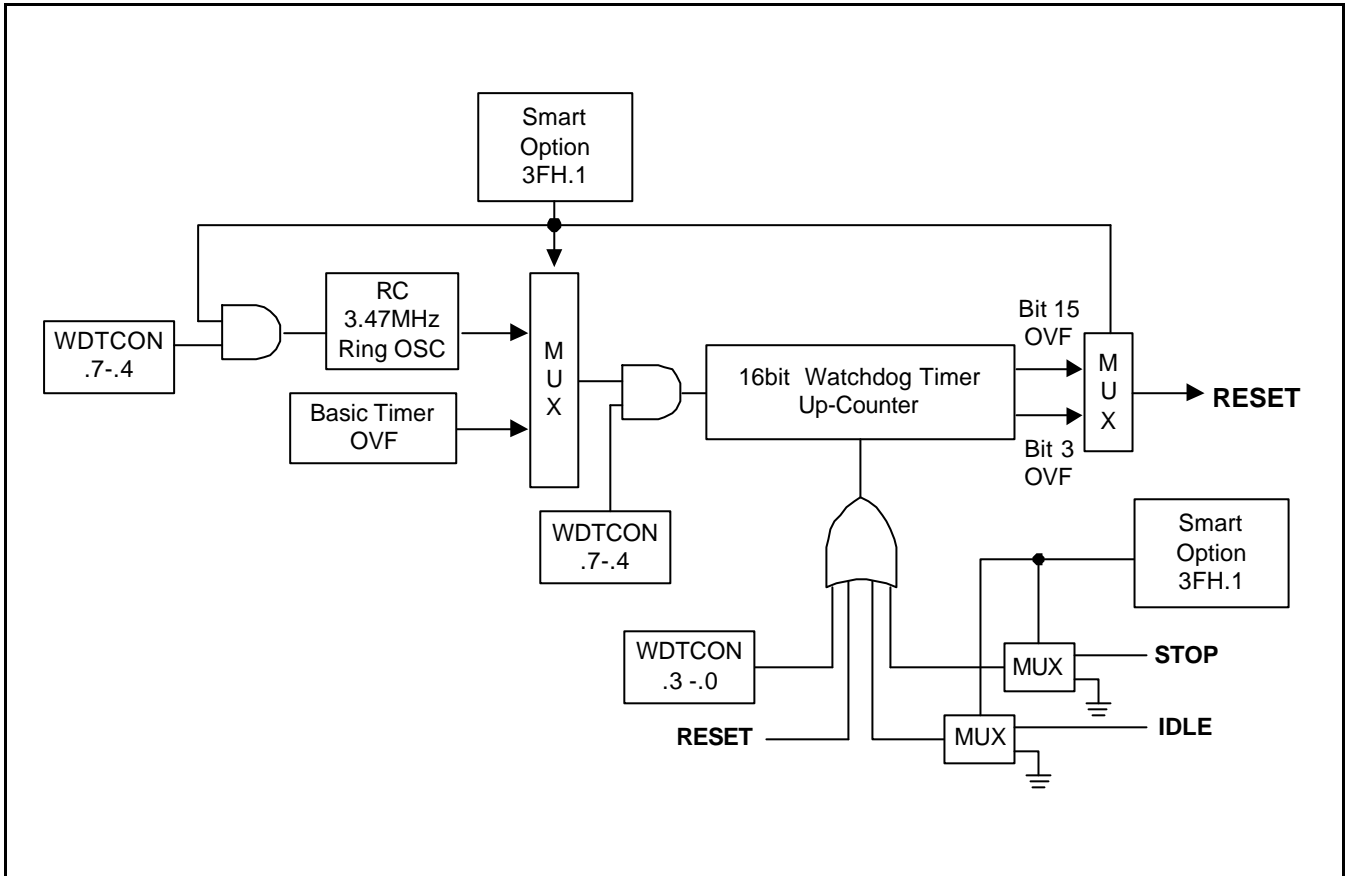 Smart
Option
3FH.1
RC
3.47MHz
Ring OSC
WDTCON
.7-.4
Basic Timer
OVF
M
U
X
WDTCON
.7-.4
16bit Watchdog Timer
Up-Counter
Bit 15
OVF
Bit 3
OVF
M
U
X
RESET
Smart
Option
3FH.1
WDTCON
.3 -.0
RESET
MUX
STOP
MUX
IDLE